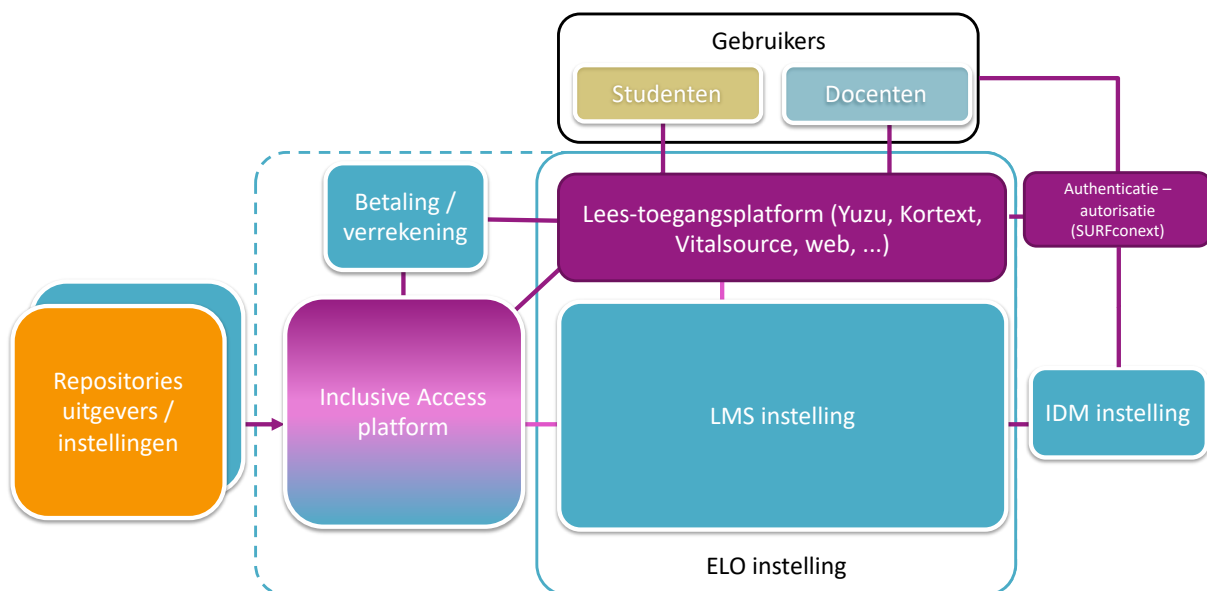 Gebruikers
Studenten
Docenten
Betaling /
verrekening
Lees-toegangsplatform (Yuzu, Kortext,
Vitalsource, web, ...)
Authenticatie –
autorisatie
(SURFconext)
Repositories
uitgevers /
instellingen
Inclusive Access
platform
LMS instelling
IDM instelling
ELO instelling